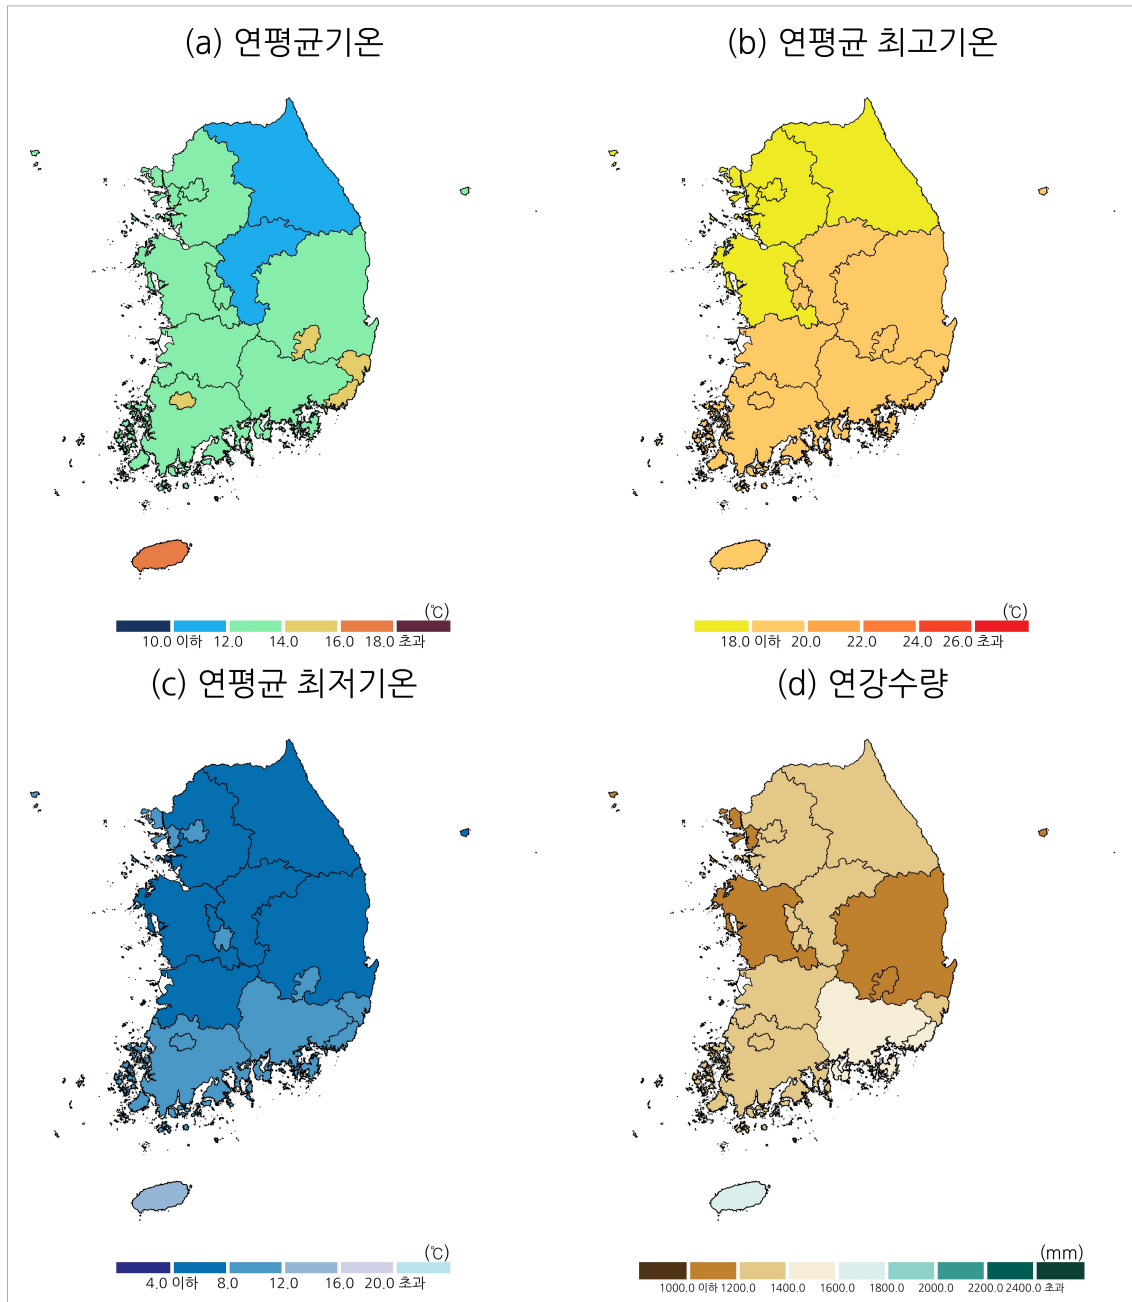 (a) 연평균기온
(b) 연평균 최고기온
(℃)
10.0 이하 12.0 14.0 16.0 18.0 초과
(℃)
18.0 이하 20.0 22.0 24.0 26.0 초과
(c) 연평균 최저기온
(d) 연강수량
(℃)
4.0 이하 8.0 12.0 16.0 20.0 초과
(mm)
1000.0 이하 1200.0 1400.0 1600.0 1800.0 2000.0 2200.0 2400.0 초과